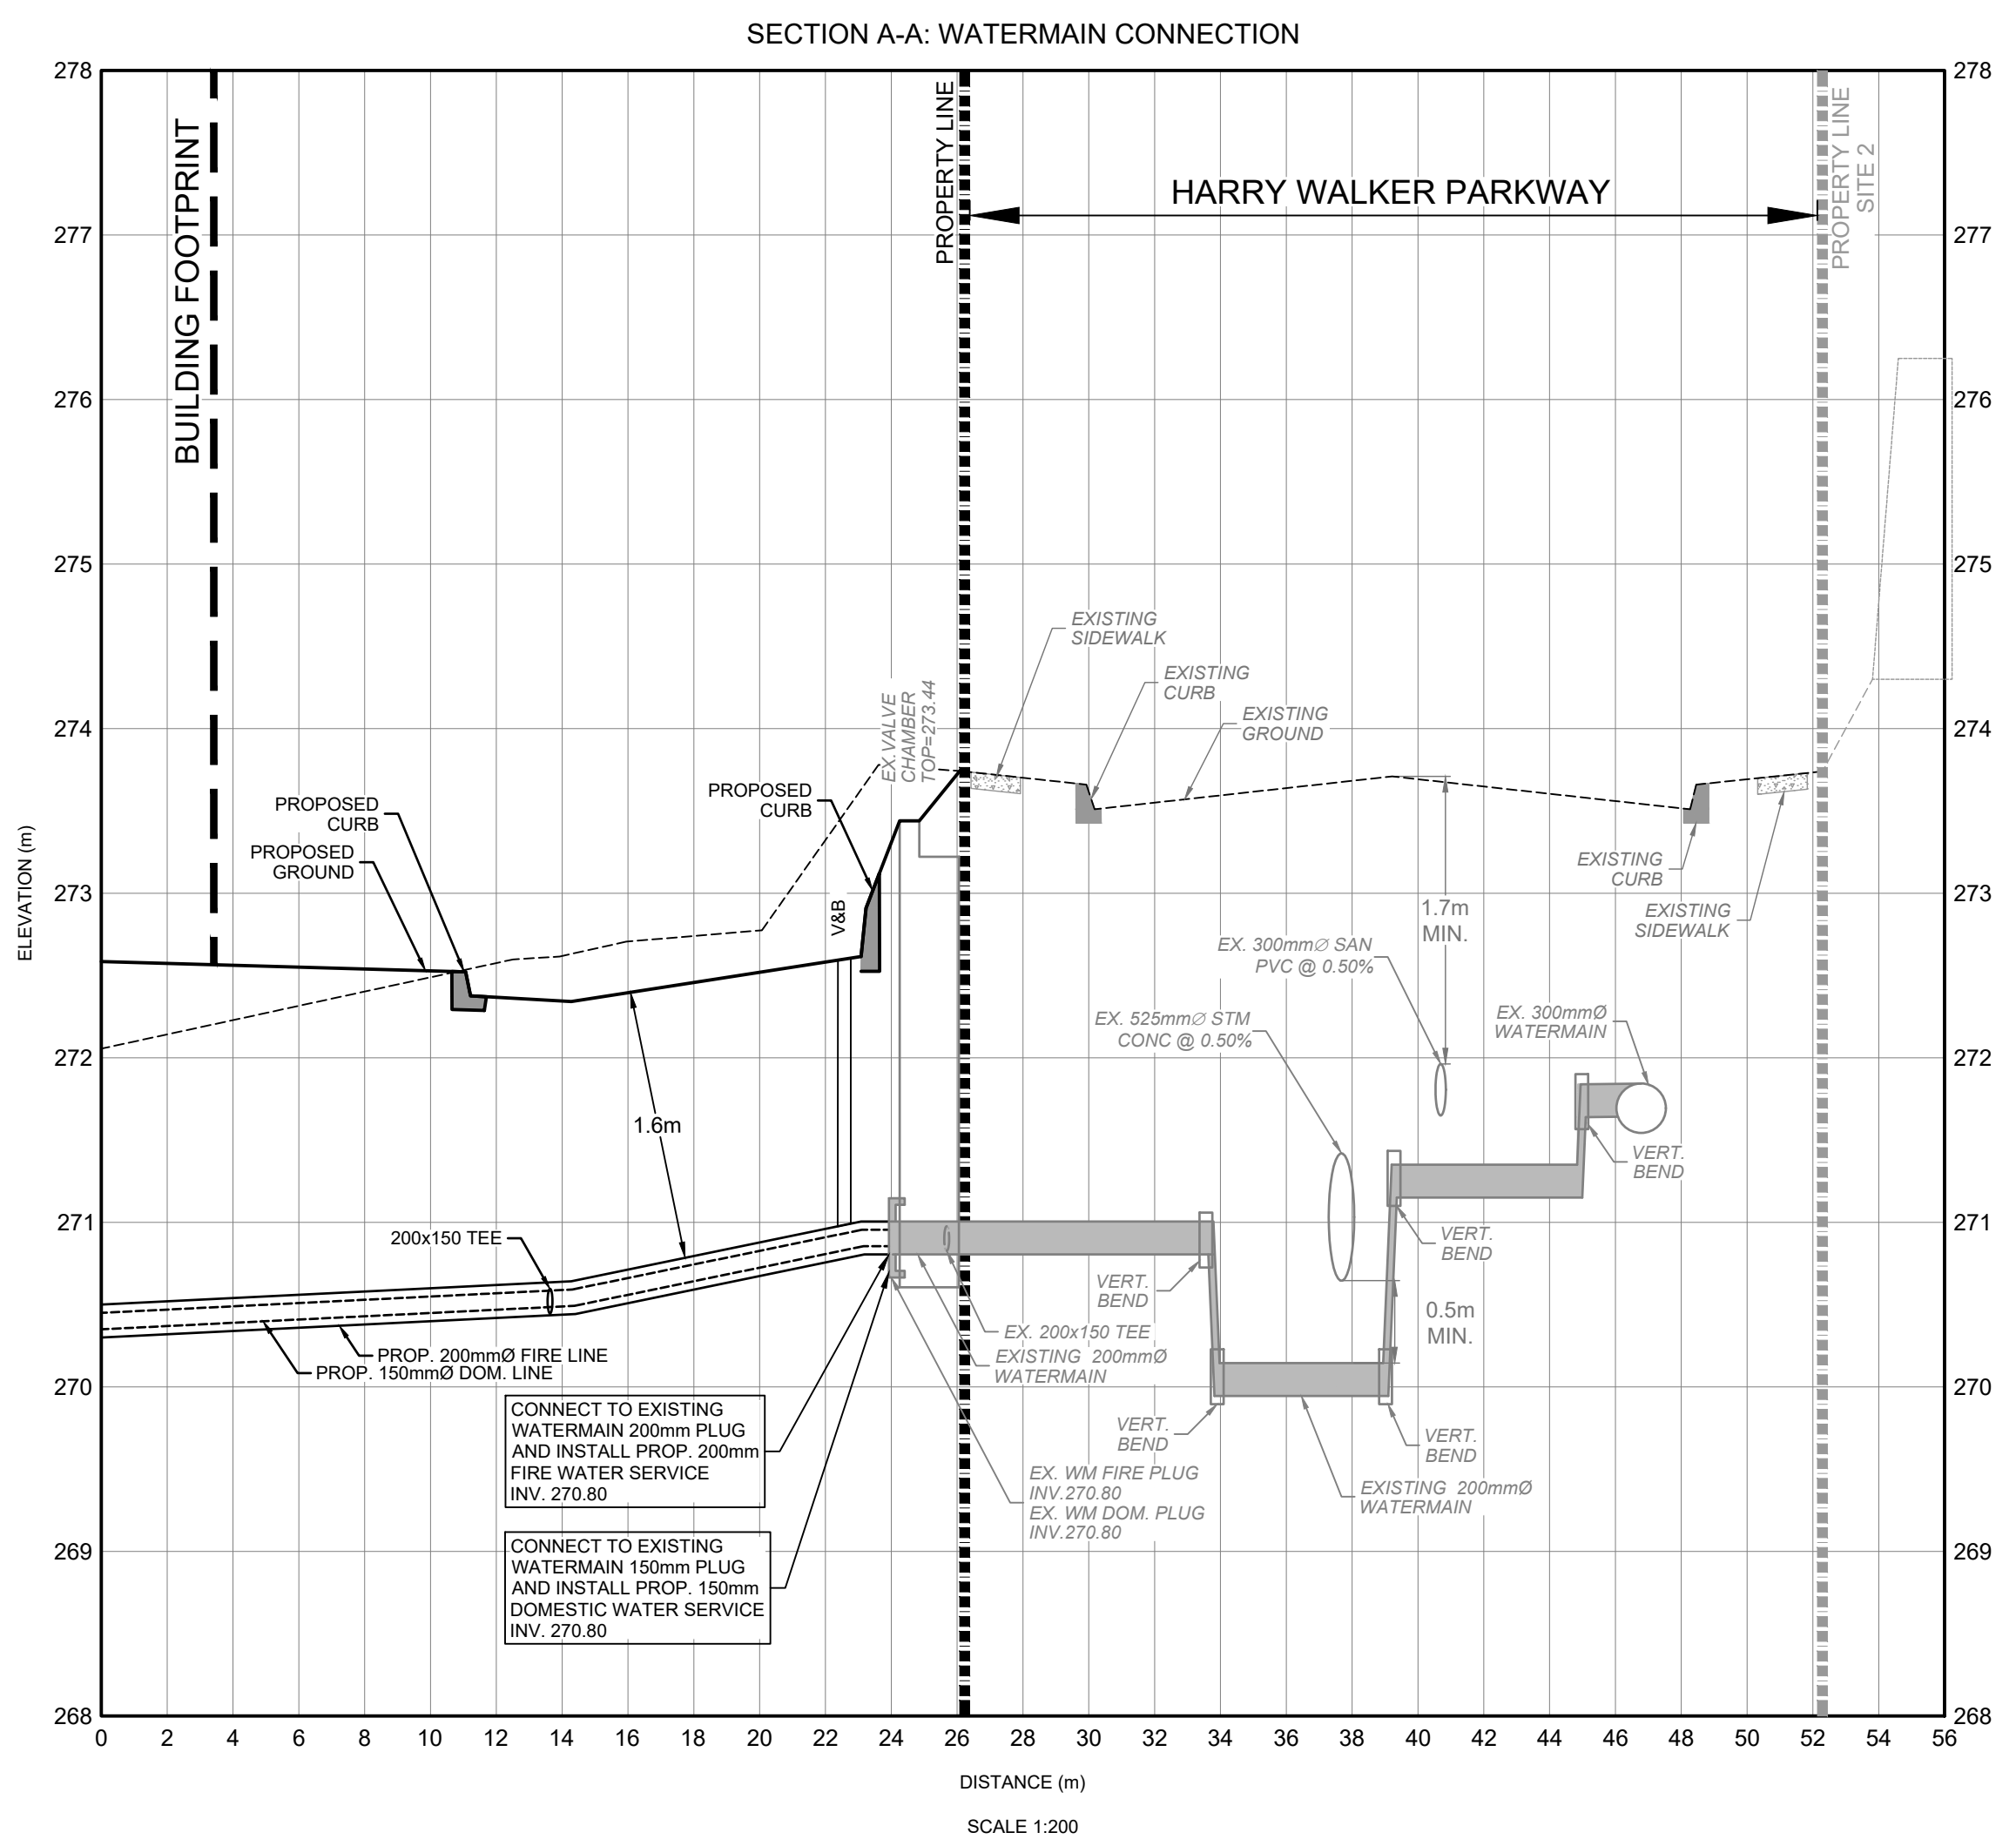 SECTION A-A: WATERMAIN CONNECTION
278
277
276
275
274
273
272
271
270
269
268
ELEVATION (m)
BUILDING FOOTPRINT
PROPERTY LINE
HARRY WALKER PARKWAY
PROPERTY LINE
SITE 2
278
277
276
275
274
273
272
271
270
269
268
EXISTING
SIDEWALK
EXISTING
CURB
EXISTING
GROUND
EX.VALVE
CHAMBER
TOP=273.44
PROPOSED
CURB
PROPOSED
CURB
PROPOSED
GROUND
V&B
1.7m
MIN.
EXISTING
CURB
EXISTING
SIDEWALK
EX. 300mm∅ SAN
PVC @ 0.50%
EX. 525mm∅ STM
CONC @ 0.50%
EX. 300mmØ
WATERMAIN
1.6m
VERT.
BEND
200x150 TEE
VERT.
BEND
VERT.
BEND
0.5m
MIN.
EX. 200x150 TEE
EXISTING 200mmØ
WATERMAIN
PROP. 200mmØ FIRE LINE
PROP. 150mmØ DOM. LINE
CONNECT TO EXISTING
WATERMAIN 200mm PLUG
AND INSTALL PROP. 200mm
FIRE WATER SERVICE
INV. 270.80
VERT.
BEND
VERT.
BEND
EX. WM FIRE PLUG
INV.270.80
EX. WM DOM. PLUG
INV.270.80
EXISTING 200mmØ
WATERMAIN
CONNECT TO EXISTING
WATERMAIN 150mm PLUG
AND INSTALL PROP. 150mm
DOMESTIC WATER SERVICE
INV. 270.80
0 2 4 6 8 10 12 14 16 18 20 22 24 26 28 30 32 34 36 38 40 42 44 46 48 50 52 54 56
DISTANCE (m)
SCALE 1:200